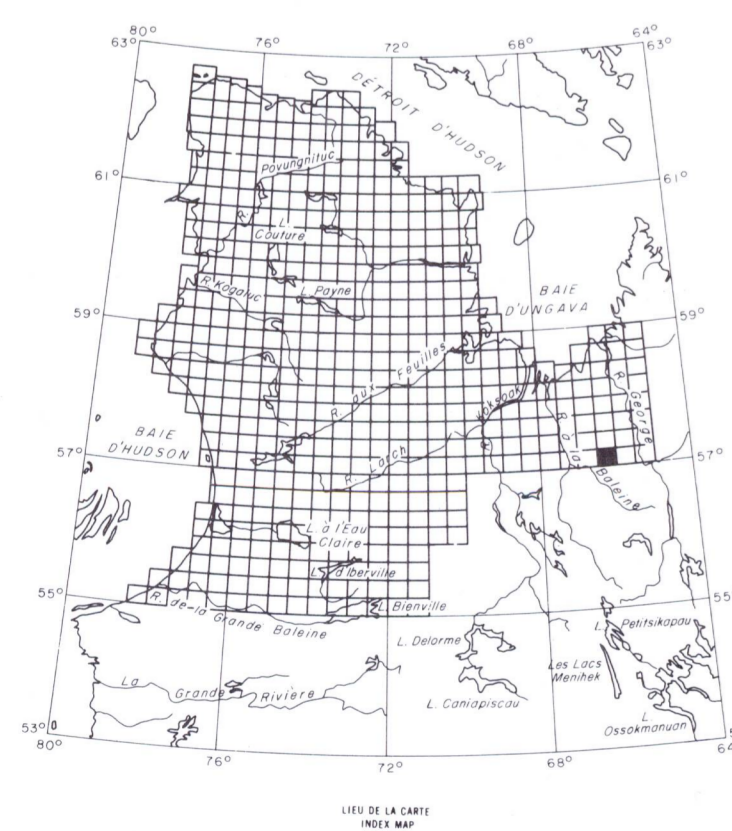 80°
76°
72°
68°
64°
63°
63°
DÉTROIT D'HUDSON
Povungnituc
R.
61°
61°
L.
Couture
R. Kogaluc
L. Payne
BAIE
D'UNGAVA
59°
59°
R. aux Feuilles
Koksoak
R.
R. à la
Baleine
R. George
BAIE
D'HUDSON
57°
57°
R. Larch
L. à l'Eau
Claire
L. d'Iberville
55°
55
R. de-la Grande Baleine
L. Bienville
L. Delorme
L. Petitsikapau
Les Lacs
Menihek
La Grande Rivière
L. Caniapiscau
L.
Ossokmanuan
53°
80°
76°
72°
68°
LIEU DE LA CARTE
INDEX MAP